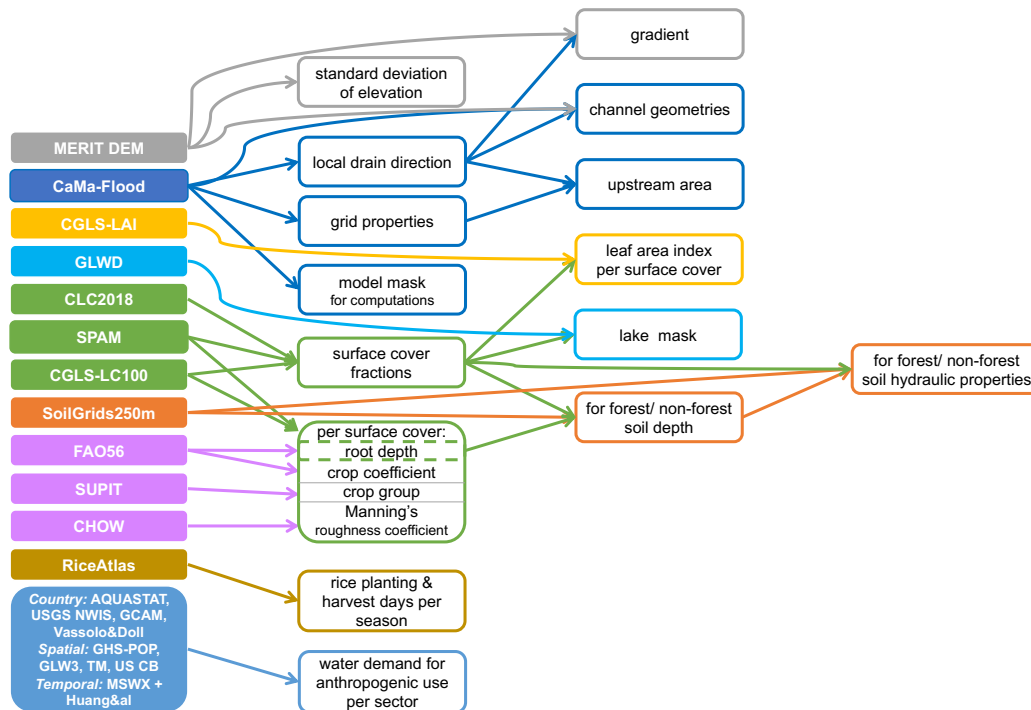 MERIT DEM
CaMa-Flood
CGLS-LAI
GLWD
CLC2018
SPAM
CGLS-LC100
SoilGrids250m
FAO56
SUPIT
CHOW
RiceAtlas
Country: AQUASTAT,
USGS NWIS, GCAM,
Vassolo&Doll
Spatial: GHS-POP,
GLW3, TM, US CB
Temporal: MSWX +
Huang&al
standard deviation
of elevation
local drain direction
grid properties
model mask
for computations
surface cover
fractions
per surface cover:
root depth
crop coefficient
crop group
Manning's
roughness coefficient
rice planting &
harvest days per
season
water demand for
anthropogenic use
per sector
gradient
channel geometries
upstream area
leaf area index
per surface cover
lake mask
for forest/ non-forest
soil depth
for forest/ non-forest
soil hydraulic properties